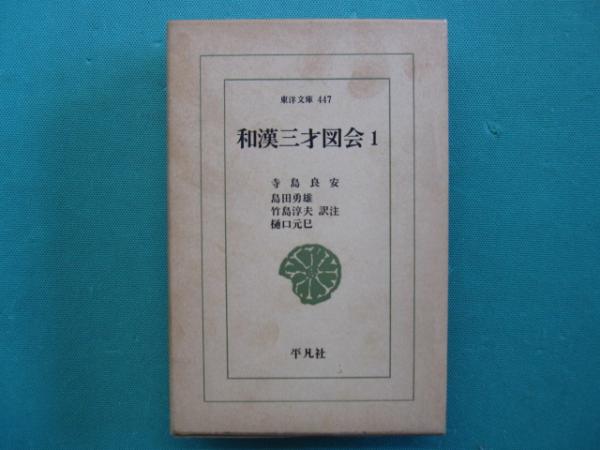 東洋文庫 447
和漢三才図会 1
寺島良安
島田勇雄
竹島淳夫 訳注
樋口元巳
平凡社